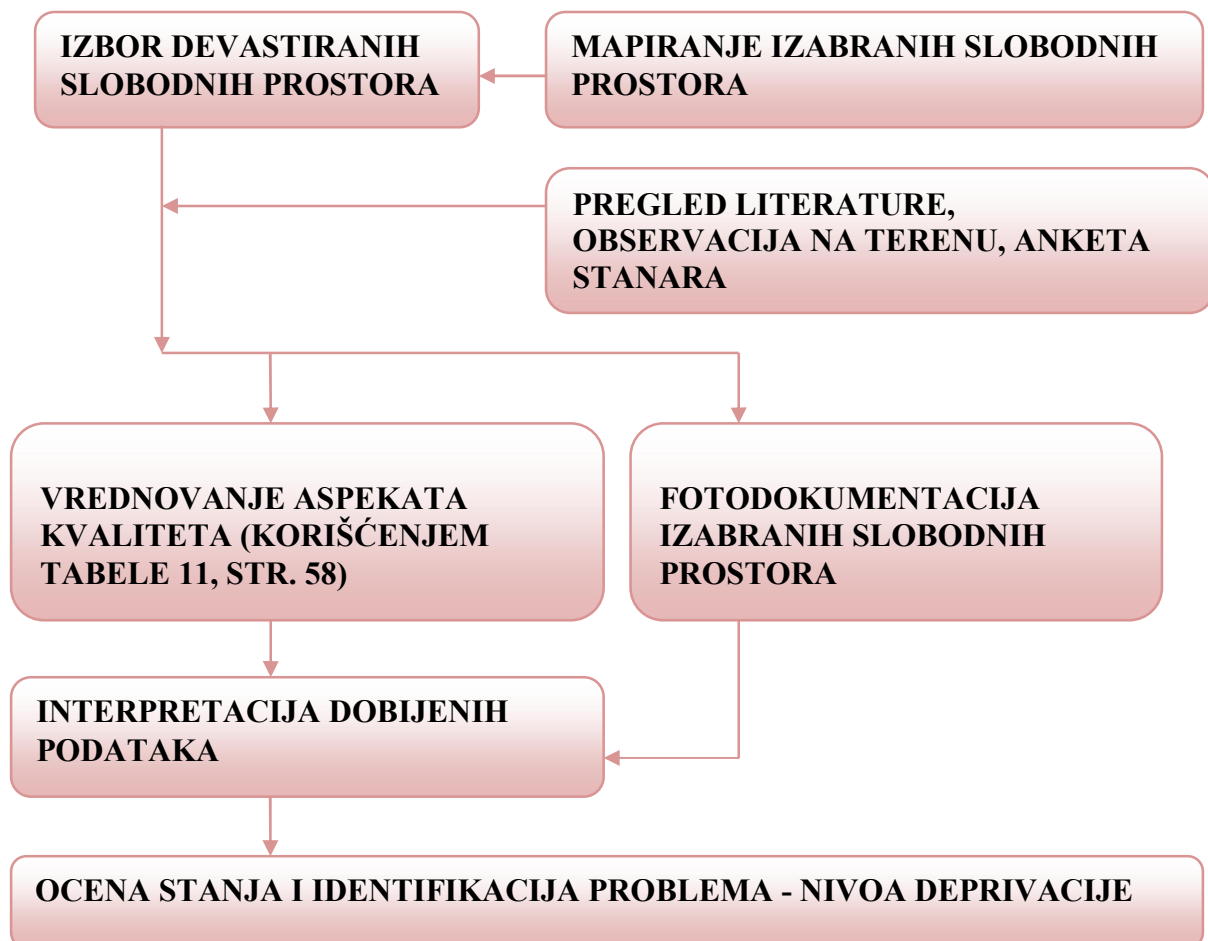 IZBOR DEVASTIRANIH
SLOBODNIH PROSTORA
MAPIRANJE IZABRANIH SLOBODNIH
PROSTORA
PREGLED LITERATURE,
OBSERVACIJA NA TERENU, ANKETA
STANARA
VREDNOVANJE ASPEKATA
KVALITETA (KORIŠĆENJEM
TABELE 11, STR. 58)
FOTODOKUMENTACIJA
IZABRANIH SLOBODNIH
PROSTORA
INTERPRETACIJA DOBIJENIH
PODATAKA
OCENA STANJA I IDENTIFIKACIJA PROBLEMA - NIVOA DEPRIVACIJE